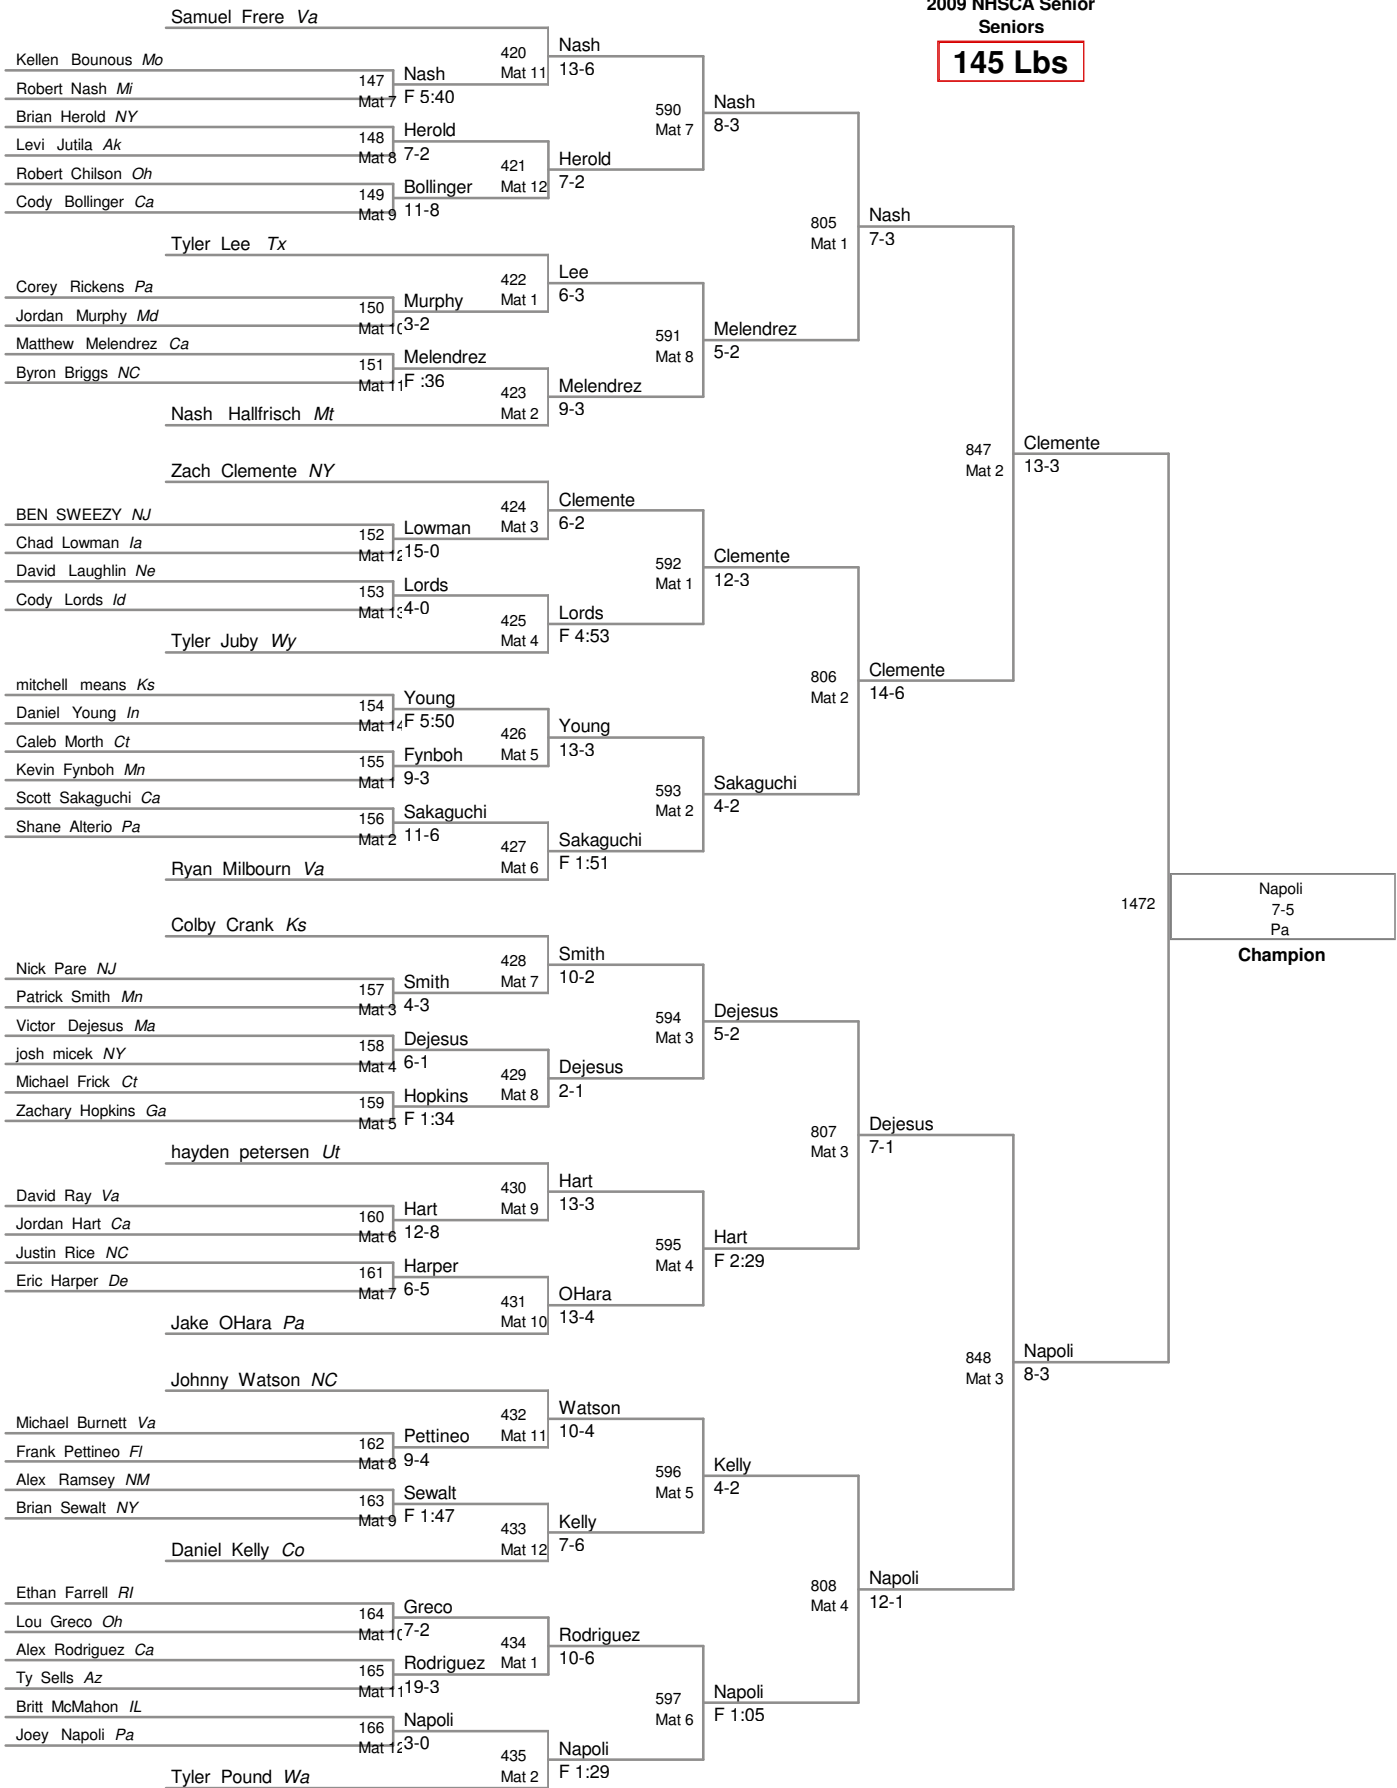 2009 NHSCA Senior
Seniors
145 Lbs
Samuel Frere Va
Kellen Bounous Mo
Robert Nash Mi
Brian Herold NY
Levi Jutila Ak
Robert Chilson Oh
Cody Bollinger Ca
Tyler Lee Tx
Corey Rickens Pa
Jordan Murphy Md
Matthew Melendrez Ca
Byron Briggs NC
Nash Hallfrisch Mt
Zach Clemente NY
BEN SWEEZY NJ
Chad Lowman Ia
David Laughlin Ne
Cody Lords Id
Tyler Juby Wy
mitchell means Ks
Daniel Young In
Caleb Morth Ct
Kevin Fynboh Mn
Scott Sakaguchi Ca
Shane Alterio Pa
Ryan Milbourn Va
Colby Crank Ks
Nick Pare NJ
Patrick Smith Mn
Victor Dejesus Ma
josh micek NY
Michael Frick Ct
Zachary Hopkins Ga
hayden petersen Ut
David Ray Va
Jordan Hart Ca
Justin Rice NC
Eric Harper De
Jake OHara Pa
Johnny Watson NC
Michael Burnett Va
Frank Pettineo Fl
Alex Ramsey NM
Brian Sewalt NY
Daniel Kelly Co
Ethan Farrell RI
Lou Greco Oh
Alex Rodriguez Ca
Ty Sells Az
Britt McMahon IL
Joey Napoli Pa
Tyler Pound Wa
147 Nash
Mat 7 F 5:40
148 Herold
Mat 8 7-2
149 Bollinger
Mat 9 11-8
150 Murphy
Mat 10 3-2
151 Melendrez
Mat 11 F :36
152 Lowman
Mat 12 15-0
153 Lords
Mat 13 4-0
154 Young
Mat 14 F 5:50
155 Fynboh
Mat 1 9-3
156 Sakaguchi
Mat 2 11-6
157 Smith
Mat 3 4-3
158 Dejesus
Mat 4 6-1
159 Hopkins
Mat 5 F 1:34
160 Hart
Mat 6 12-8
161 Harper
Mat 7 6-5
162 Pettineo
Mat 8 9-4
163 Sewalt
Mat 9 F 1:47
164 Greco
Mat 10 7-2
165 Rodriguez
Mat 11 19-3
166 Napoli
Mat 12 3-0
420 Nash
Mat 11 13-6
421 Herold
Mat 12 7-2
422 Lee
Mat 1 6-3
423 Melendrez
Mat 2 9-3
424 Clemente
Mat 3 6-2
425 Lords
Mat 4 F 4:53
426 Young
Mat 5 13-3
427 Sakaguchi
Mat 6 F 1:51
428 Smith
Mat 7 10-2
429 Dejesus
Mat 8 2-1
430 Hart
Mat 9 13-3
431 OHara
Mat 10 13-4
432 Watson
Mat 11 10-4
433 Kelly
Mat 12 7-6
434 Rodriguez
Mat 1 10-6
435 Napoli
Mat 2 F 1:29
590 Nash
Mat 7 8-3
591 Melendrez
Mat 8 5-2
592 Clemente
Mat 1 12-3
593 Sakaguchi
Mat 2 4-2
594 Dejesus
Mat 3 5-2
595 Hart
Mat 4 F 2:29
596 Kelly
Mat 5 4-2
597 Napoli
Mat 6 F 1:05
805 Nash
Mat 1 7-3
806 Clemente
Mat 2 14-6
807 Dejesus
Mat 3 7-1
808 Napoli
Mat 4 12-1
847 Clemente
Mat 2 13-3
848 Napoli
Mat 3 8-3
1472
Napoli
7-5
Pa
Champion